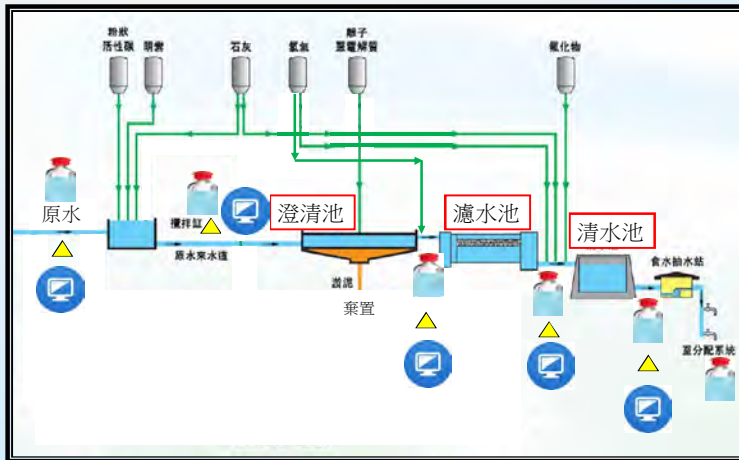 粉狀
活性碳
明礬
石灰
氯氣
離子
聚電解質
氟化物
原水
攪拌缸
澄清池
濾水池
清水池
原水來水道
食水抽水站
淤泥
棄置
至分配系統